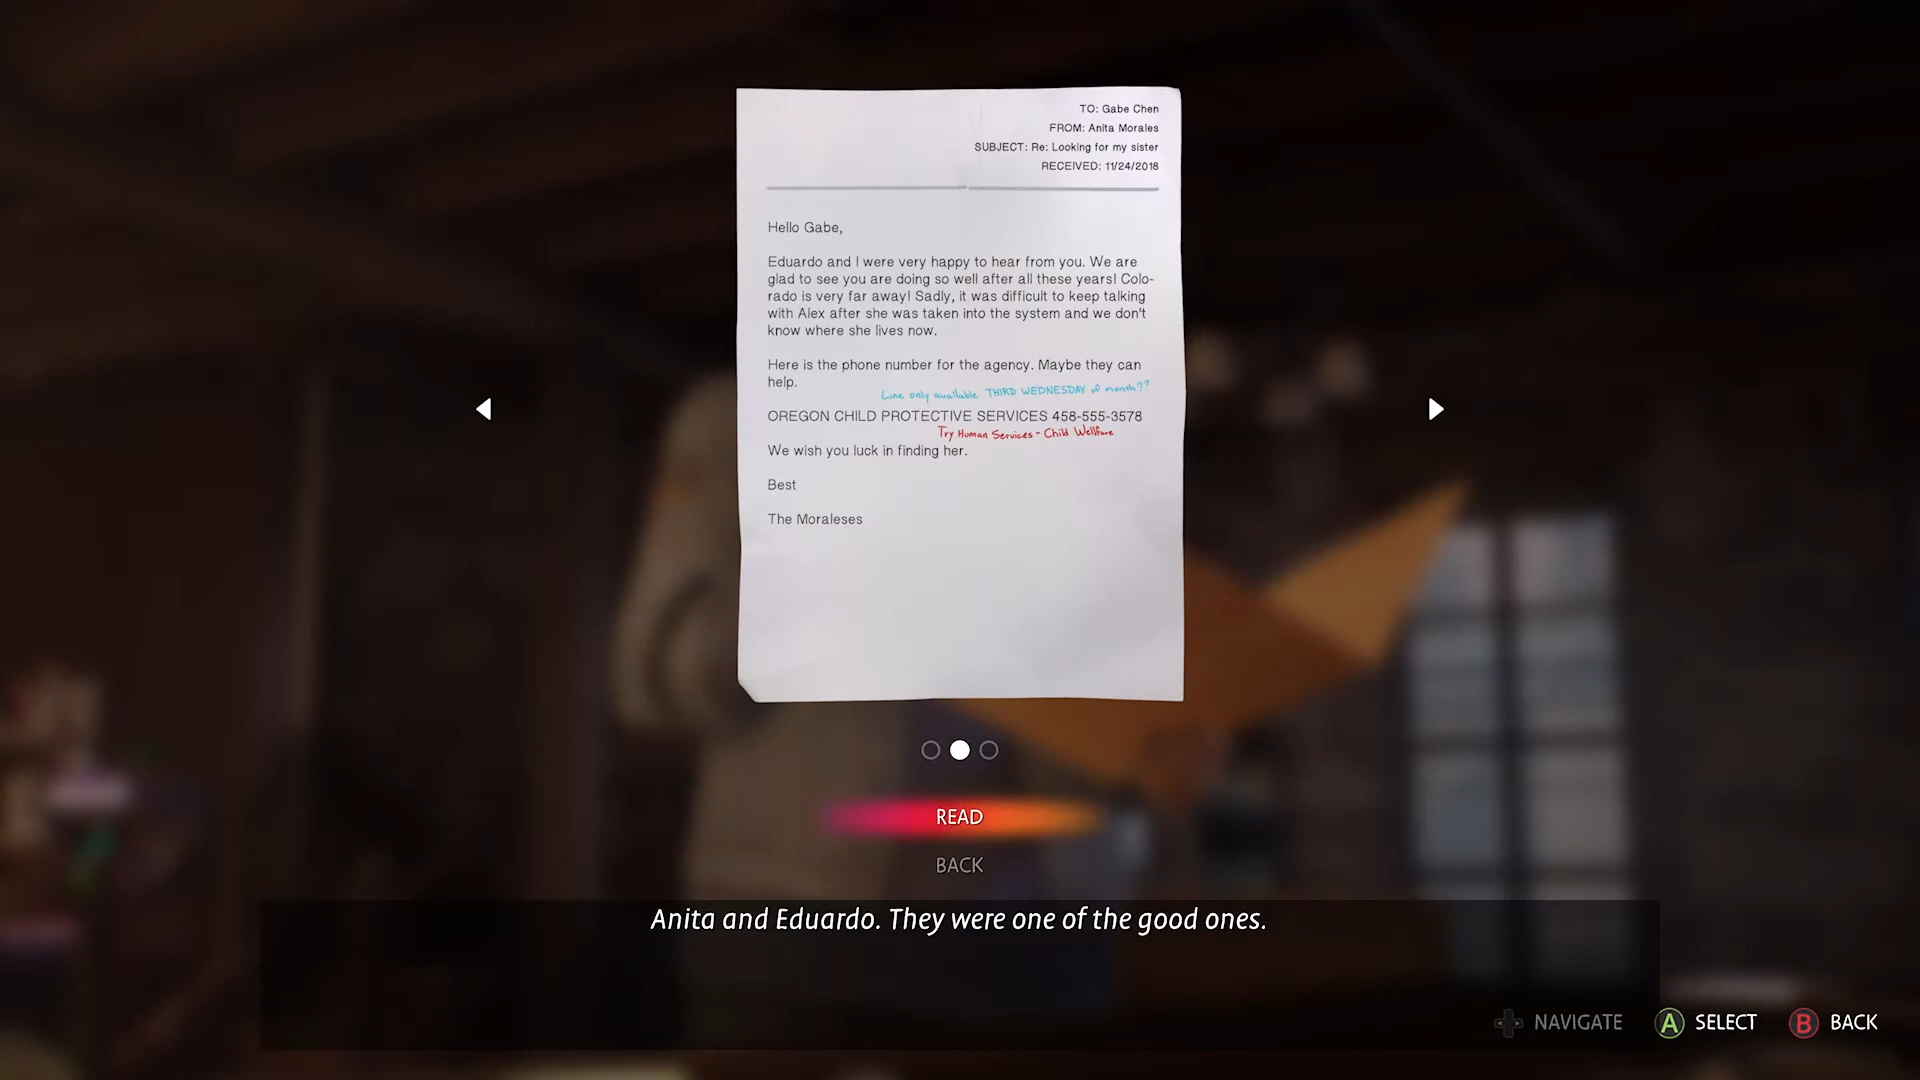 TO: Gabe Chen
FROM: Anita Morales
SUBJECT: Re: Looking for my sister
RECEIVED: 11/24/2018
Hello Gabe,
Eduardo and I were very happy to hear from you. We are
glad to see you are doing so well after all these years! Colo-
rado is very far away! Sadly, it was difficult to keep talking
with Alex after she was taken into the system and we don't
know where she lives now.
Here is the phone number for the agency. Maybe they can
help.
Line only available THIRD WEDNESDAY of month??
OREGON CHILD PROTECTIVE SERVICES 458-555-3578
Try Human Services - Child Wellfare
We wish you luck in finding her.
Best
The Moraleses
READ
BACK
Anita and Eduardo. They were one of the good ones.
NAVIGATE
A SELECT
B BACK